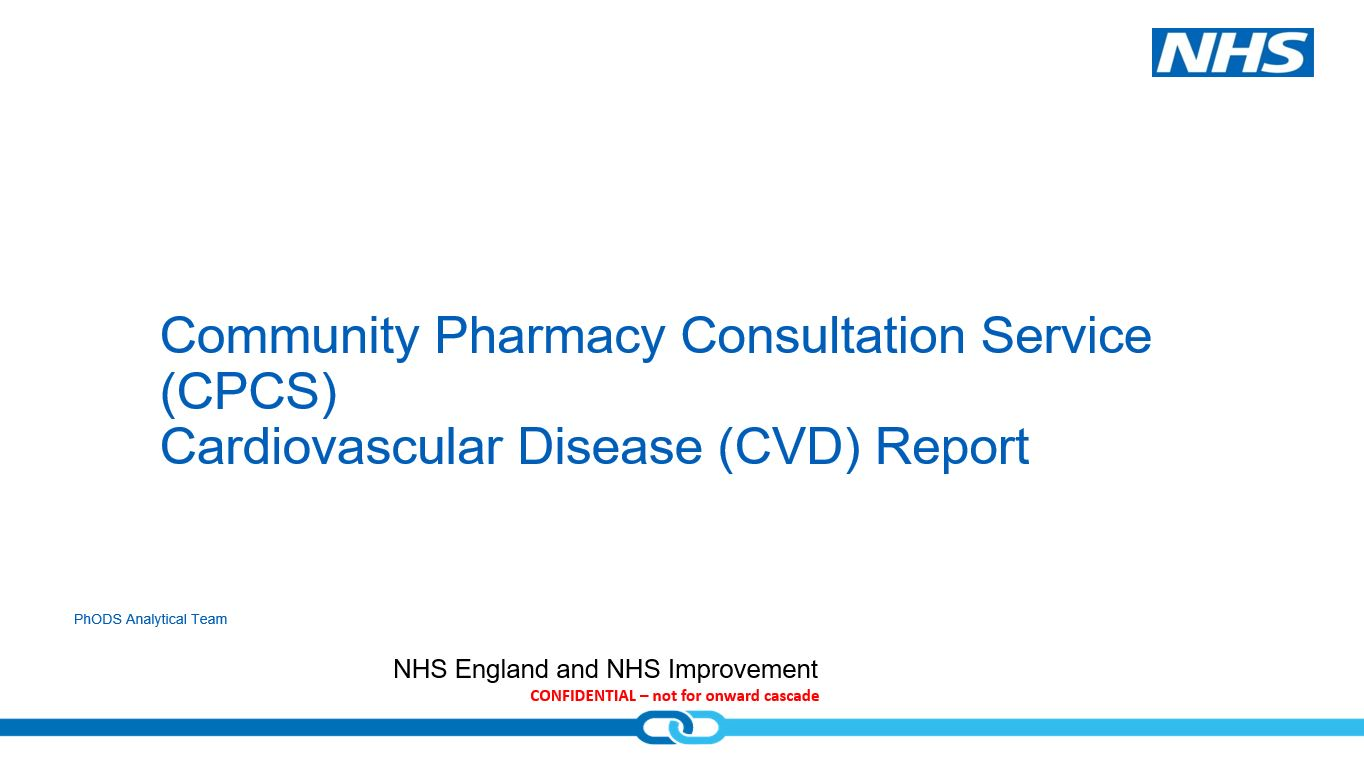 NHS
Community Pharmacy Consultation Service
(CPCS)
Cardiovascular Disease (CVD) Report
PhODS Analytical Team
NHS England and NHS Improvement
CONFIDENTIAL – not for onward cascade